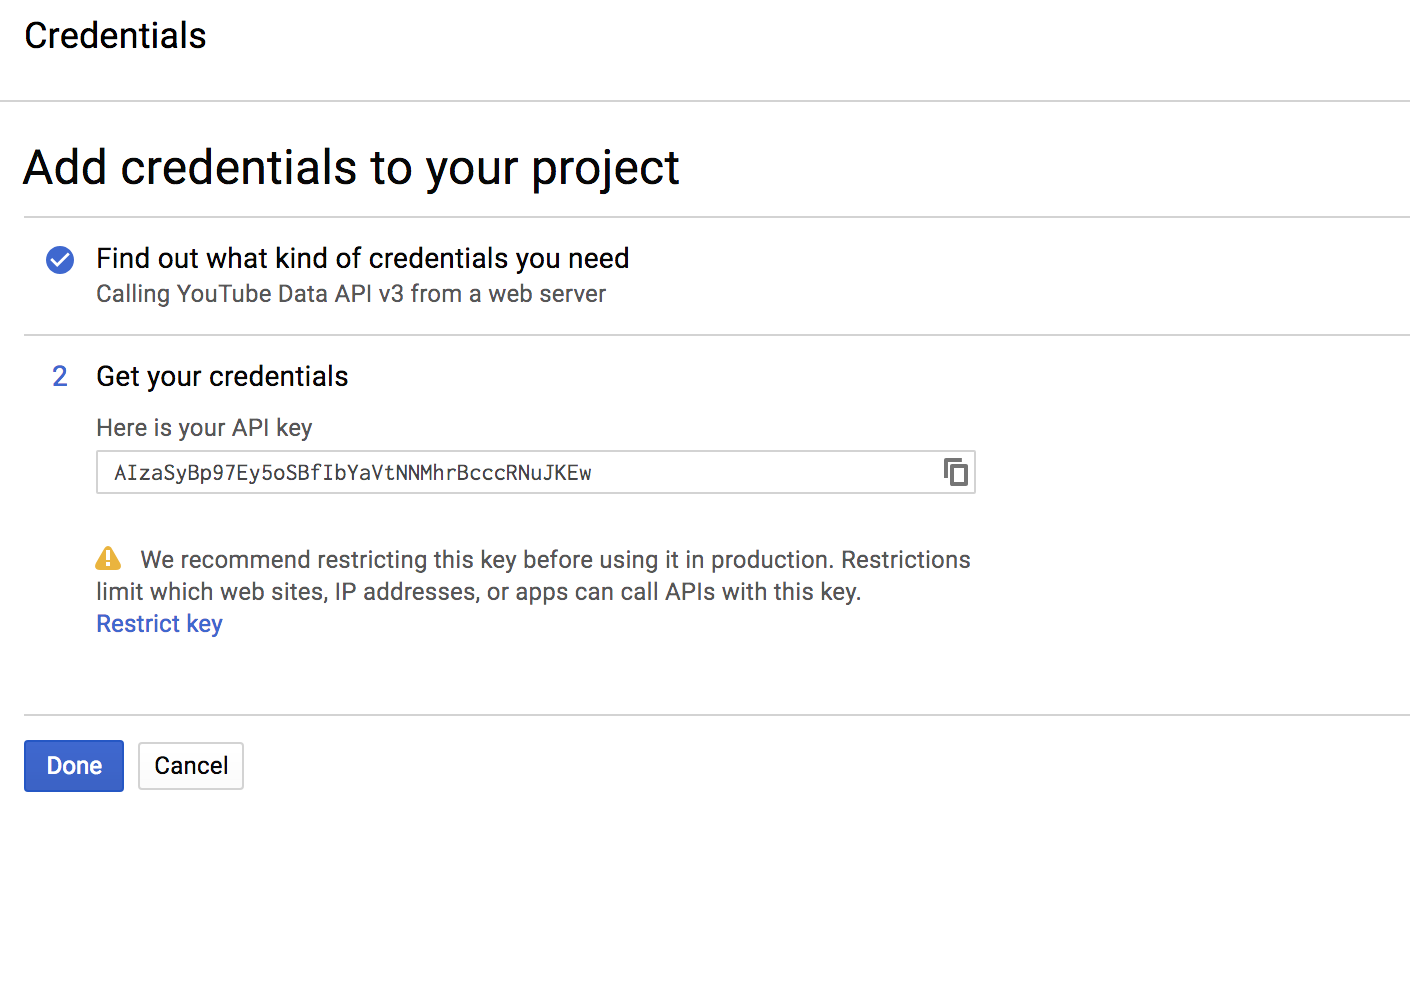 Credentials
Add credentials to your project
Find out what kind of credentials you need
Calling YouTube Data API v3 from a web server
2 Get your credentials
Here is your API key
AIzaSyBp97Ey5oSBfIbYaVtNNMhrBcccRNuJKEw
We recommend restricting this key before using it in production. Restrictions
limit which web sites, IP addresses, or apps can call APIs with this key.
Restrict key
Done Cancel